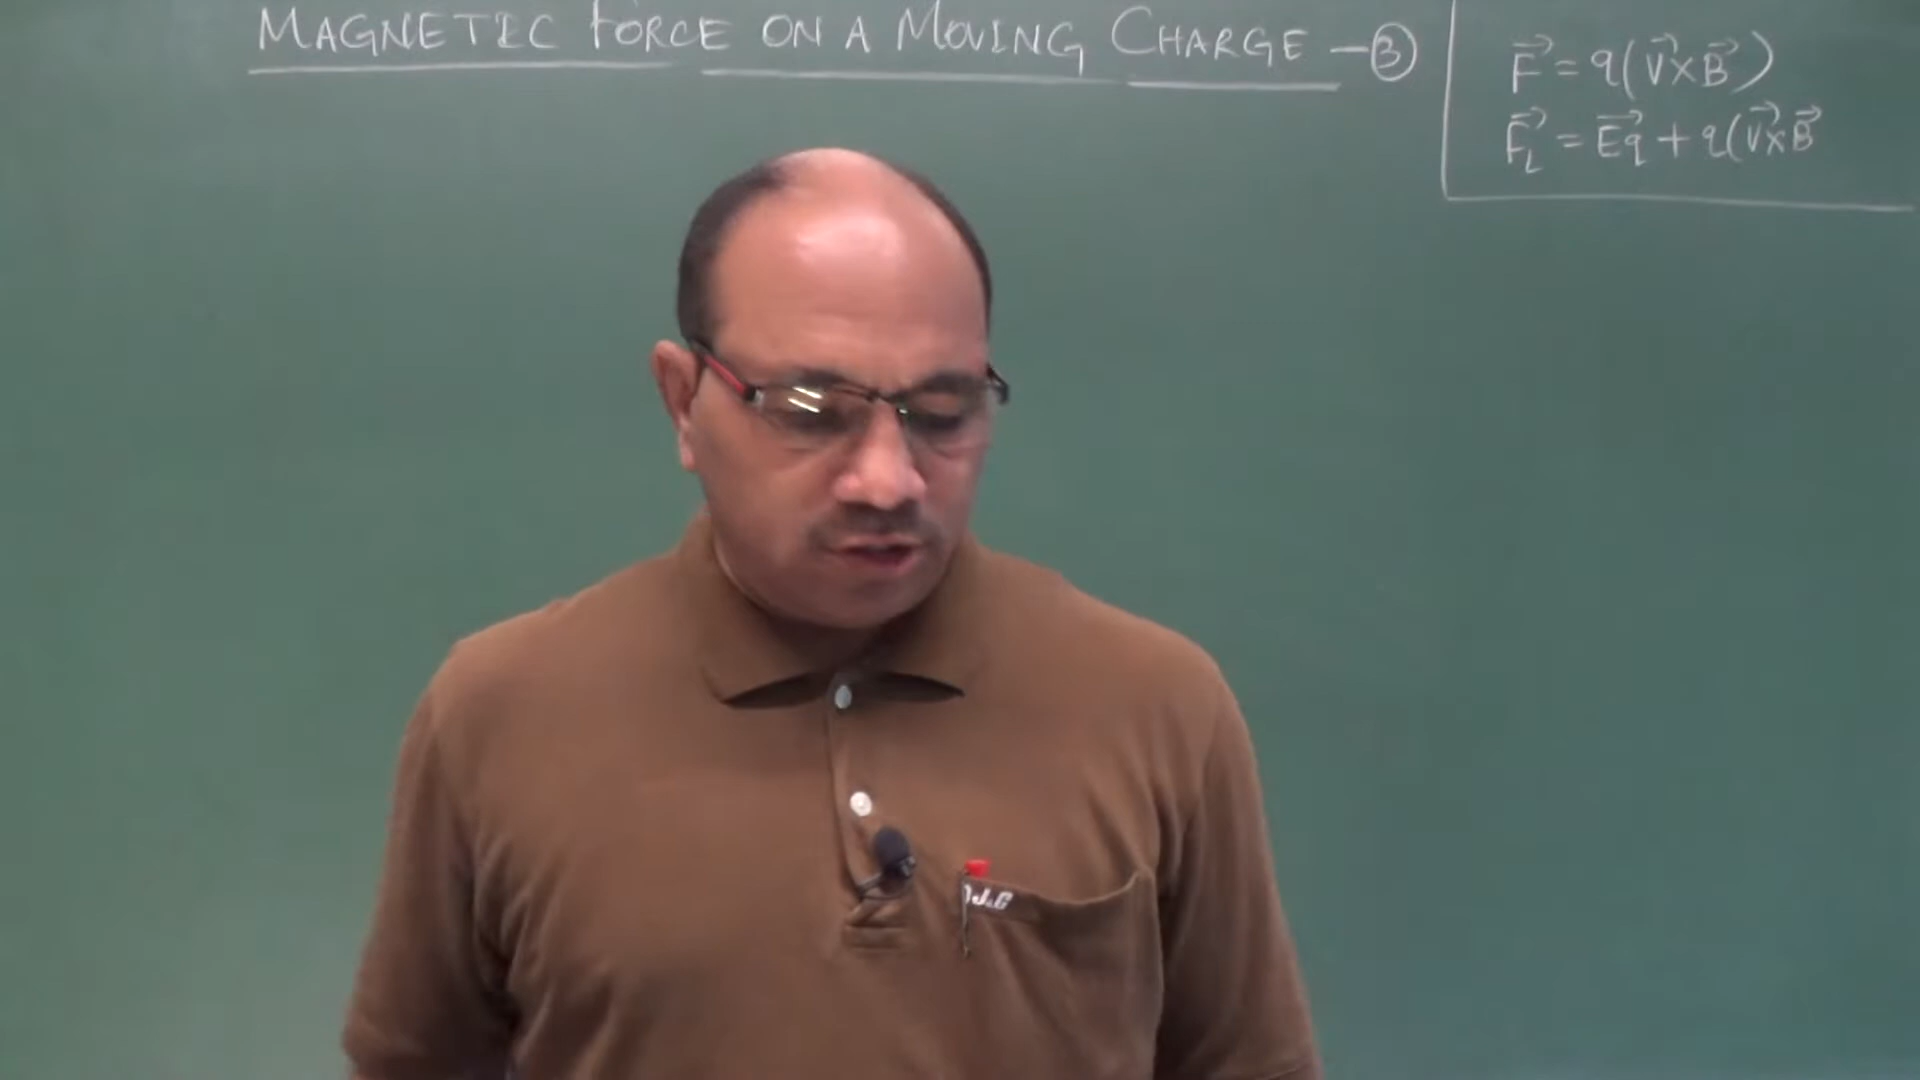 MAGNETIC FORCE ON A MOVING CHARGE - ③
F⃗ = q(V⃗×B⃗)
F⃗L = E⃗q + q(V⃗×B⃗